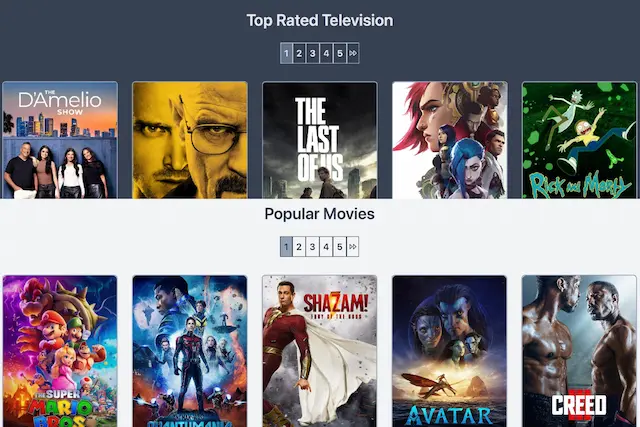 Top Rated Television
1 2 3 4 5
THE
D'Amelio
SHOW
THE
LAST
OF US
Rick and Morty
Popular Movies
1 2 3 4 5
THE SUPER
MARIO
BROS
QUANTUMANIA
SHAZAM!
FURY OF THE GODS
AVATAR
CREED
III